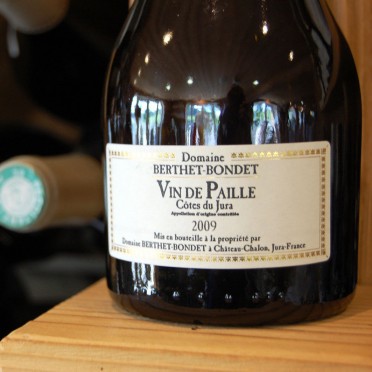 Domaine
BERTHET-BONDET
VIN DE PAILLE
Côtes du Jura
Appellation d'origine contrôlée
2009
Mis en bouteille à la propriété par
Domaine BERTHET-BONDET à Château-Chalon, Jura-France